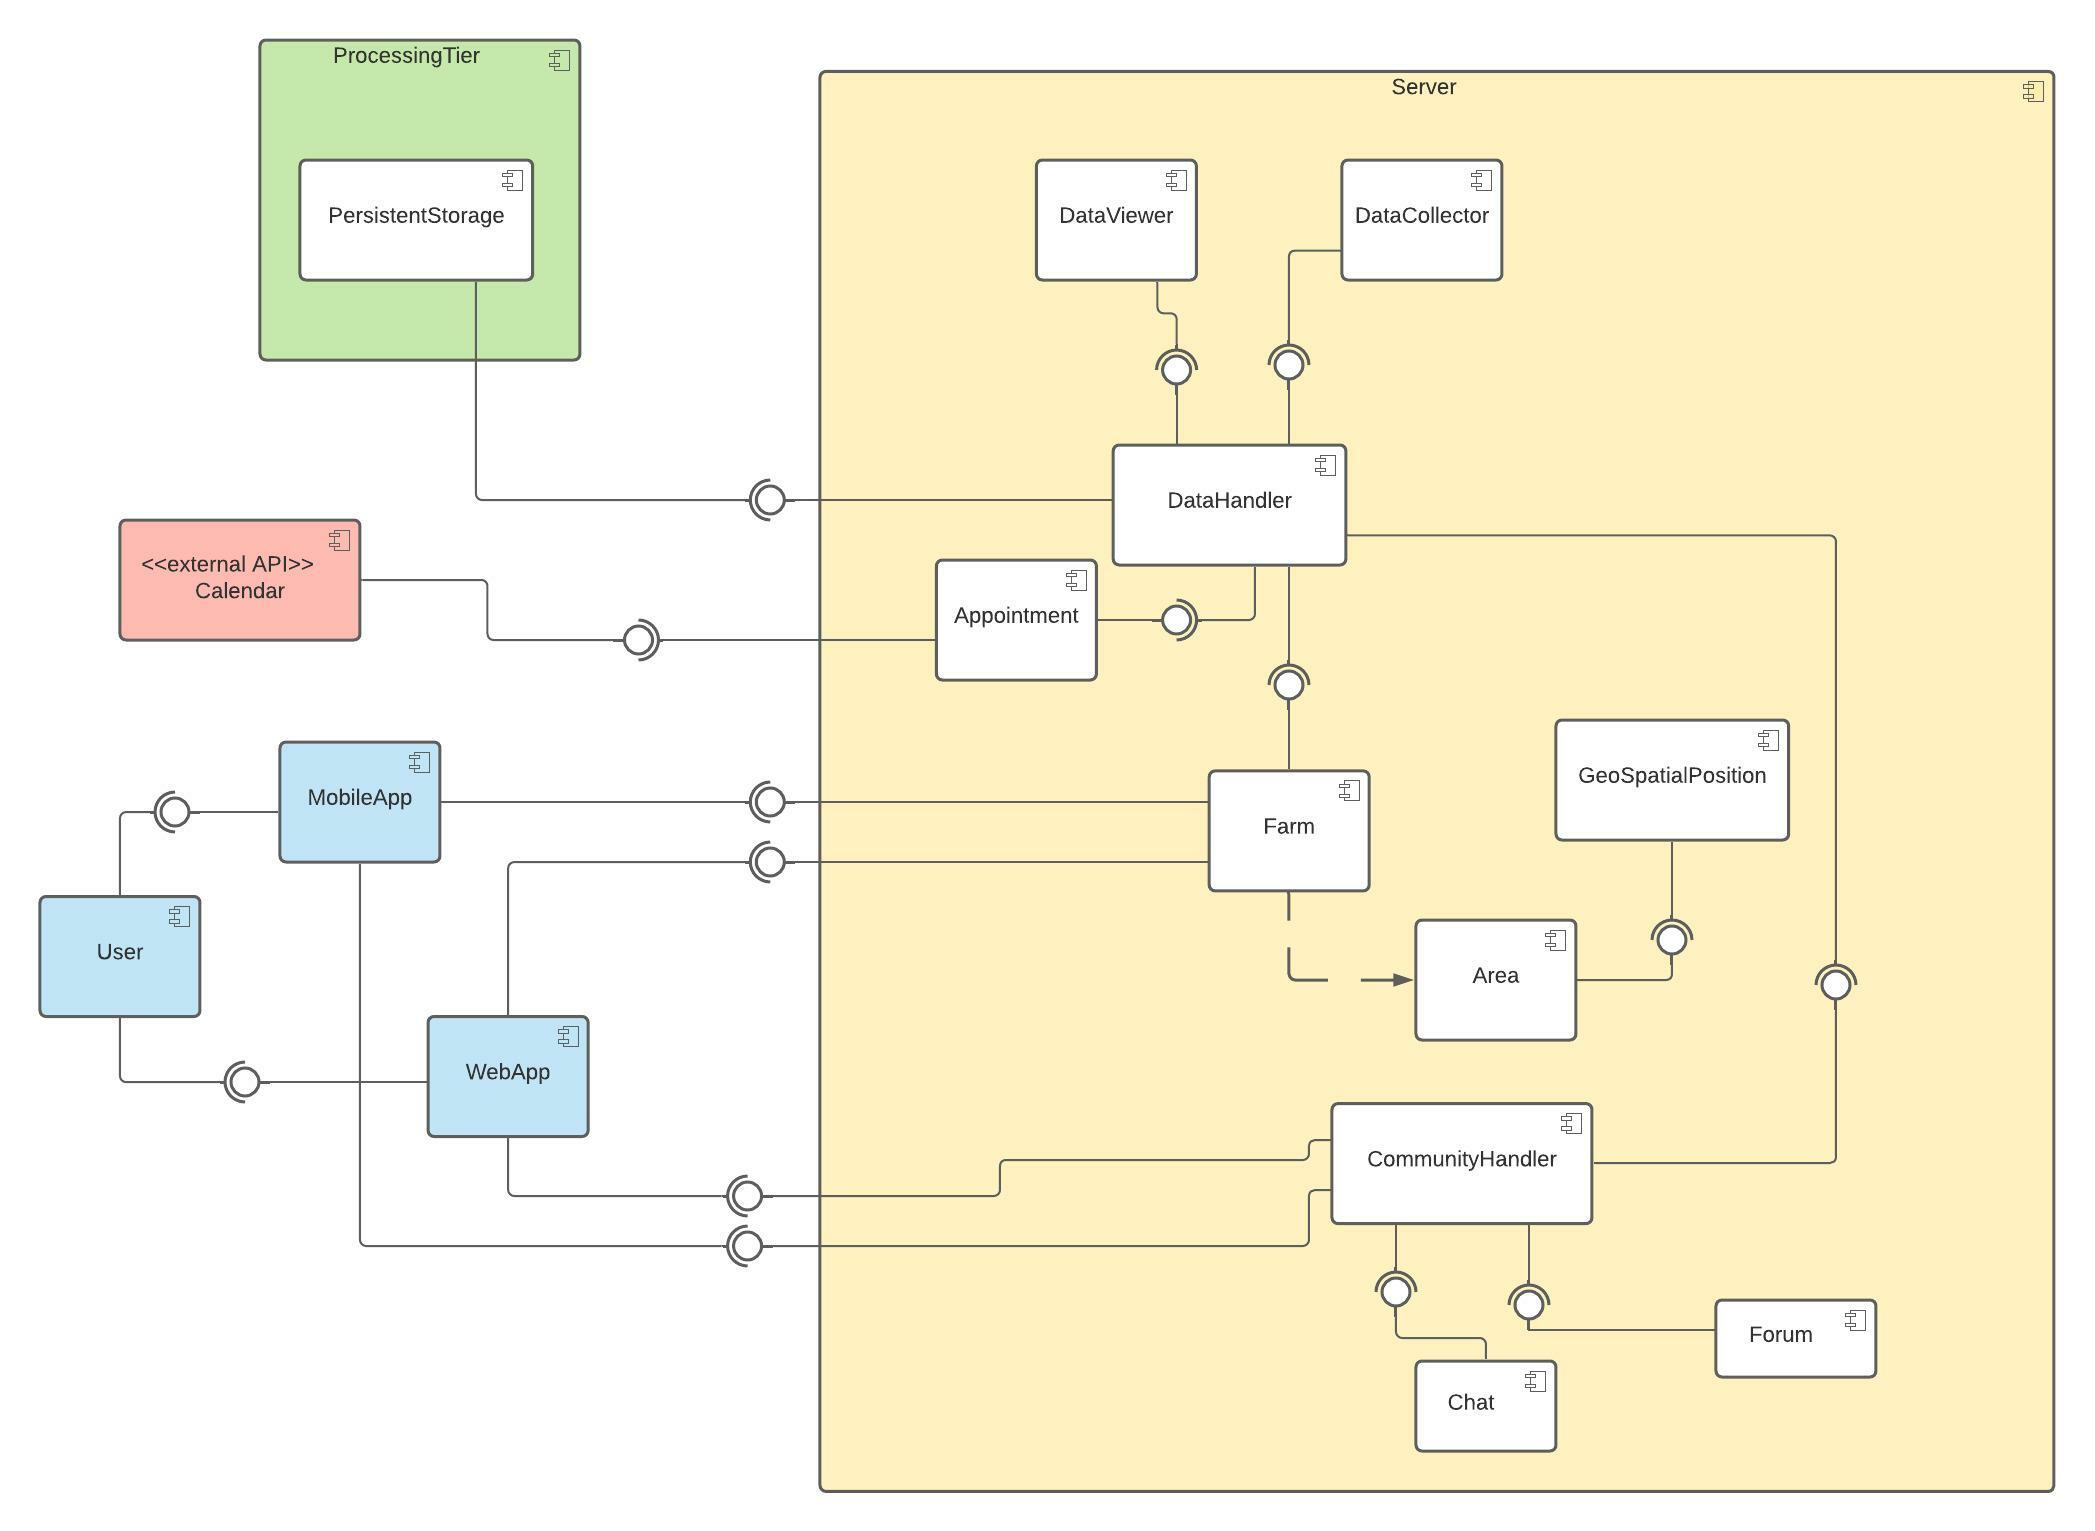 ProcessingTier
Server
PersistentStorage
DataViewer
DataCollector
DataHandler
<<external API>>
Calendar
Appointment
GeoSpatialPosition
MobileApp
Farm
User
Area
WebApp
CommunityHandler
Forum
Chat